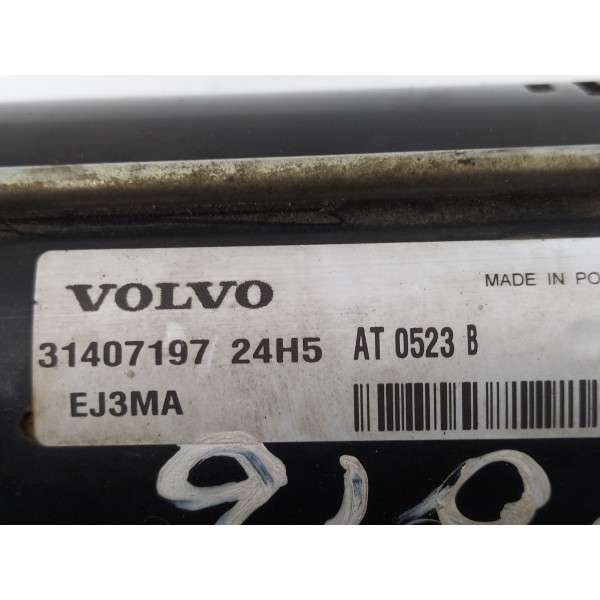 VOLVO MADE IN PO
31407197 24H5 AT 0523 B
EJ3MA